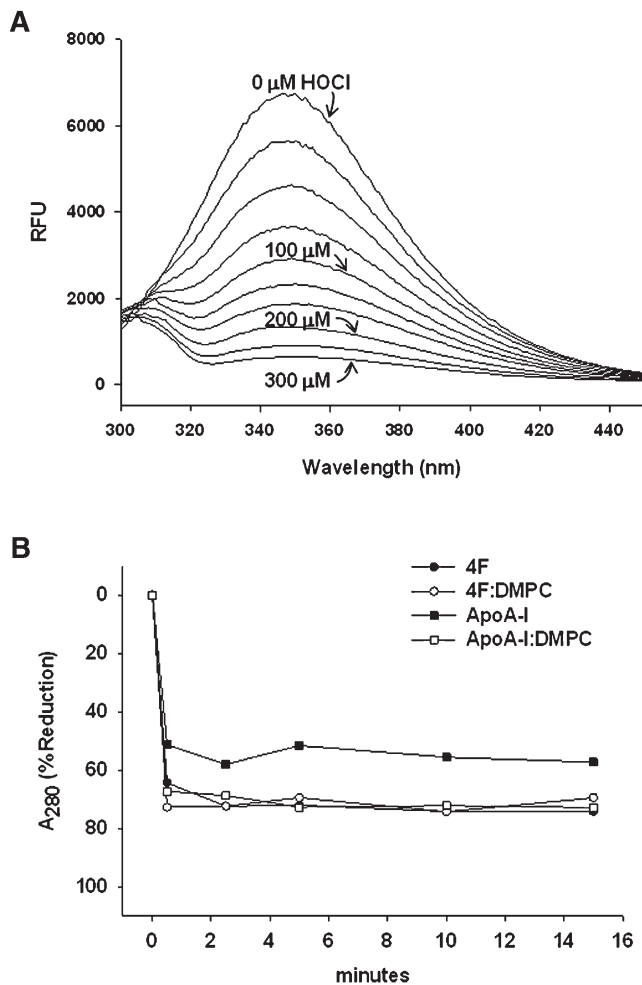 A
8000
6000
4000
2000
0
RFU
0 µM HOCl
100 µM
200 µM
300 µM
300 320 340 360 380 400 420 440
Wavelength (nm)
B
4F
4F:DMPC
ApoA-I
ApoA-I:DMPC
0
20
40
60
80
100
A280 (%Reduction)
0 2 4 6 8 10 12 14 16
minutes